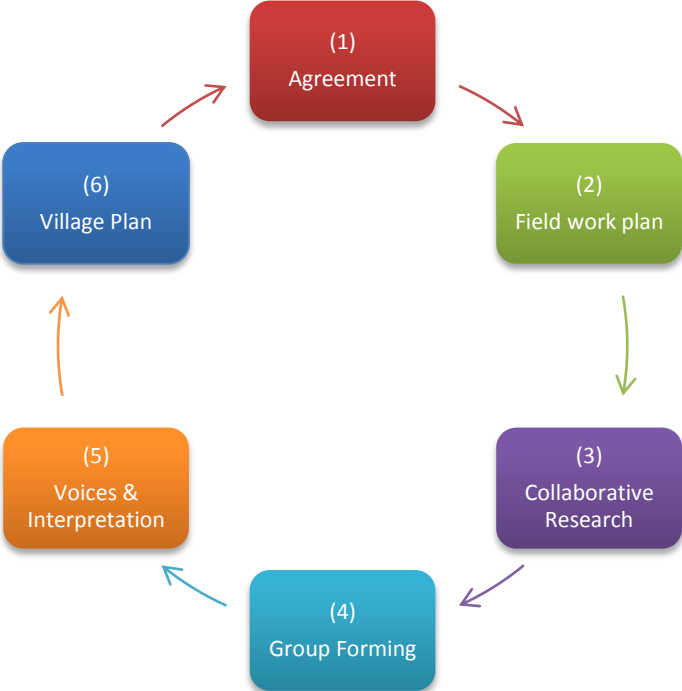 (1)
Agreement
(2)
Field work plan
(3)
Collaborative
Research
(4)
Group Forming
(5)
Voices &
Interpretation
(6)
Village Plan